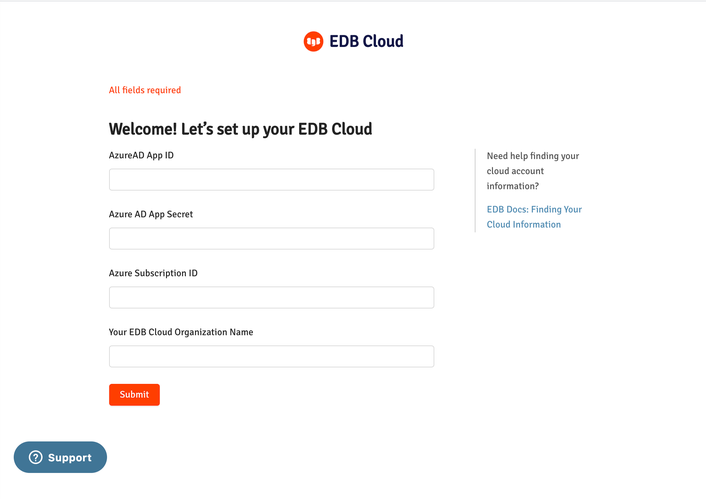 EDB Cloud
All fields required
Welcome! Let's set up your EDB Cloud
AzureAD App ID
Need help finding your
cloud account
information?
Azure AD App Secret
EDB Docs: Finding Your
Cloud Information
Azure Subscription ID
Your EDB Cloud Organization Name
Submit
Support